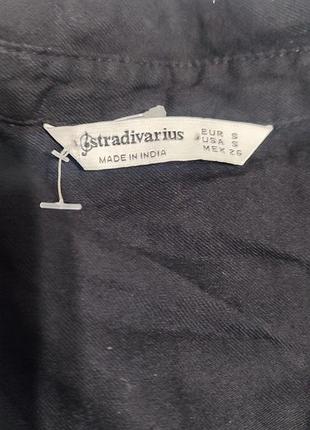 stradivarius
MADE IN INDIA
EUR S
USA S
MEX 26